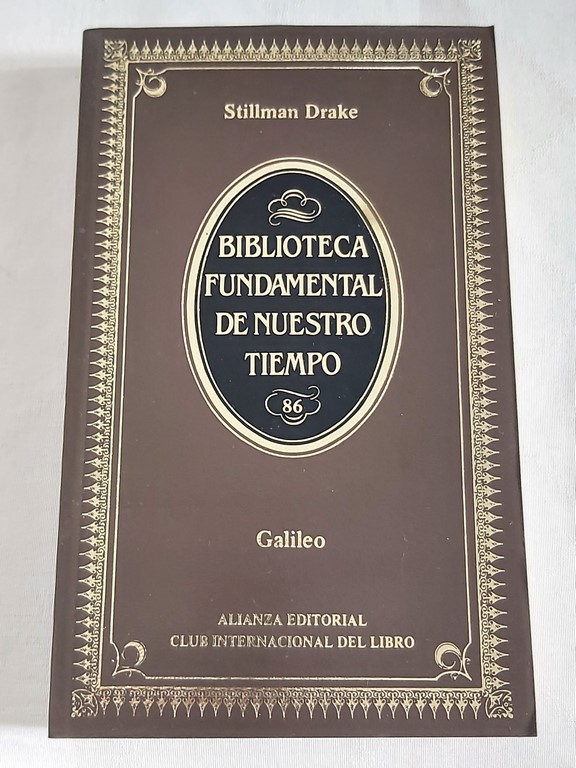 Stillman Drake
BIBLIOTECA
FUNDAMENTAL
DE NUESTRO
TIEMPO
86
Galileo
ALIANZA EDITORIAL
CLUB INTERNACIONAL DEL LIBRO